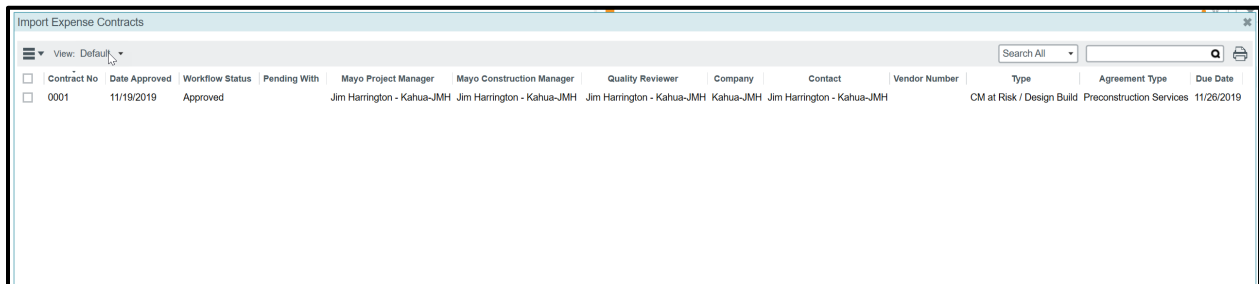 Import Expense Contracts
View: Default
Search All
Contract No Date Approved Workflow Status Pending With Mayo Project Manager Mayo Construction Manager Quality Reviewer Company Contact Vendor Number Type Agreement Type Due Date
0001 11/19/2019 Approved Jim Harrington - Kahua-JMH Jim Harrington - Kahua-JMH Jim Harrington - Kahua-JMH Kahua-JMH Jim Harrington - Kahua-JMH CM at Risk / Design Build Preconstruction Services 11/26/2019